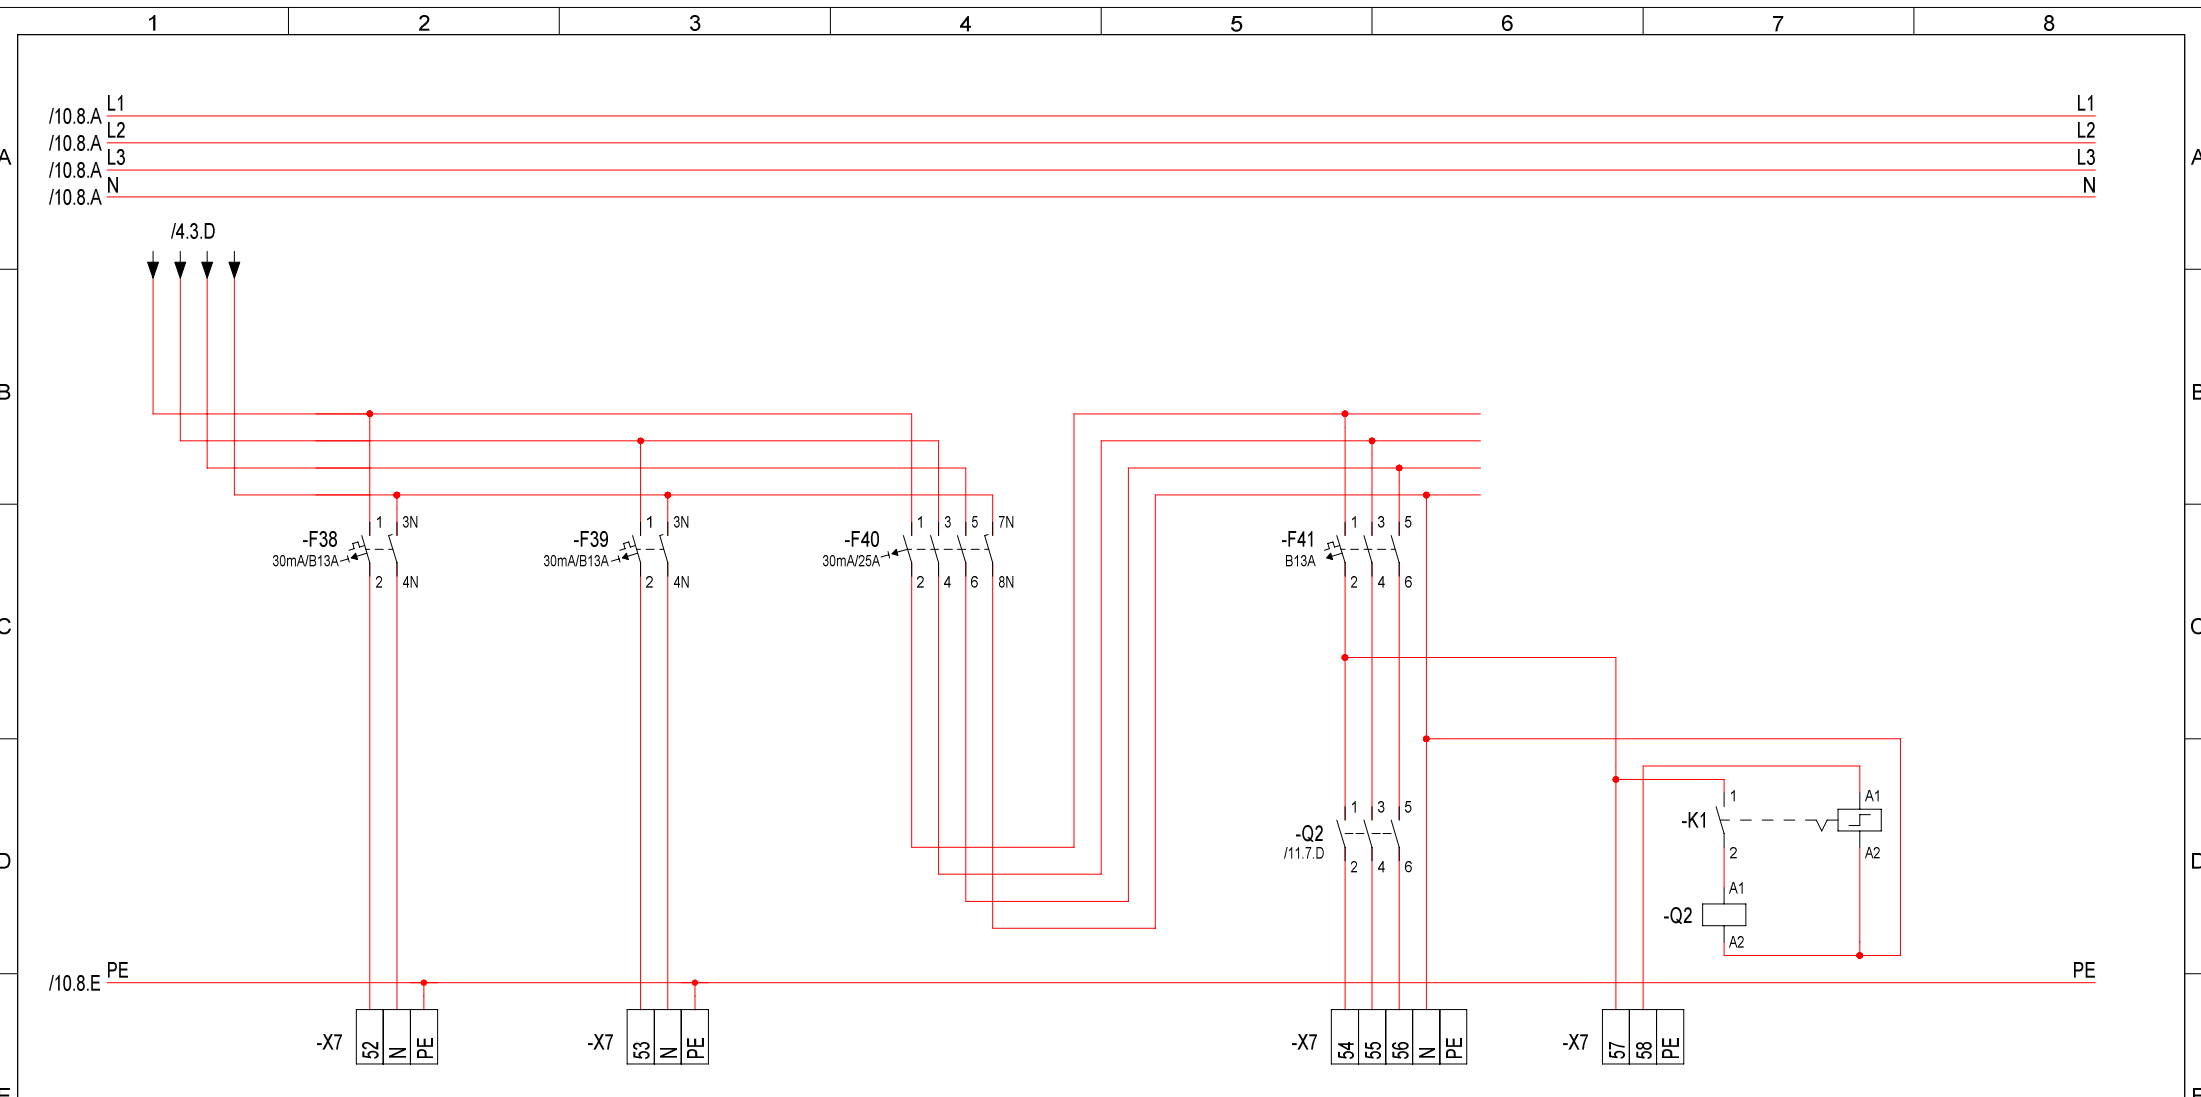 1 2 3 4 5 6 7 8
L1 L1
/10.8.A
L2 L2
/10.8.A
A L3 L3 A
/10.8.A
N N
/10.8.A
/4.3.D
B B
1 3N 1 3N 1 3 5 7N 1 3 5
-F38 -F39 -F40 -F41
30mA/B13A 30mA/B13A 30mA/25A B13A
2 4N 2 4N 2 4 6 8N 2 4 6
C C
1 3 5 1 A1
-Q2 -K1
/11.7.D 2 A2
D 2 4 6 D
A1
-Q2
A2
PE PE
/10.8.E
-X7 52 N PE -X7 53 N PE -X7 54 55 56 N PE -X7 57 58 PE
E E